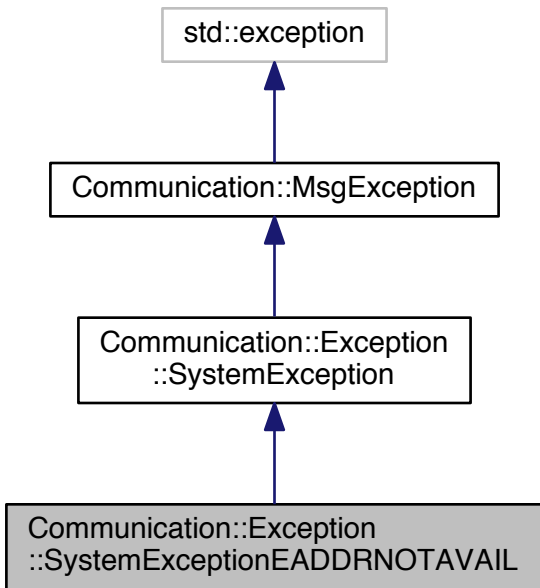 std::exception
Communication::MsgException
Communication::Exception
::SystemException
Communication::Exception
::SystemExceptionEADDRNOTAVAIL